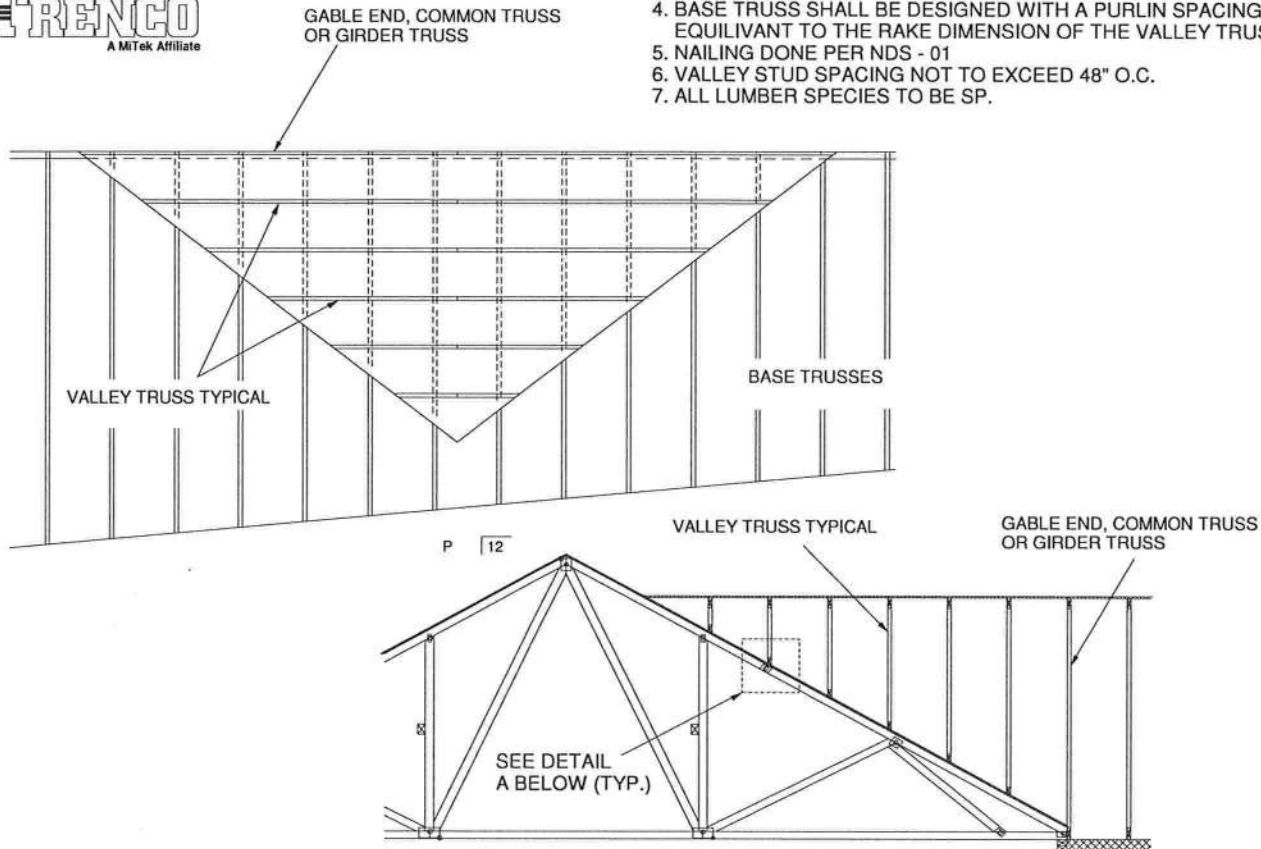 TRENCO
A MiTek Affiliate
GABLE END, COMMON TRUSS
OR GIRDER TRUSS
4. BASE TRUSS SHALL BE DESIGNED WITH A PURLIN SPACING
EQUILIVANT TO THE RAKE DIMENSION OF THE VALLEY TRUS
5. NAILING DONE PER NDS - 01
6. VALLEY STUD SPACING NOT TO EXCEED 48" O.C.
7. ALL LUMBER SPECIES TO BE SP.
VALLEY TRUSS TYPICAL
BASE TRUSSES
P 12
VALLEY TRUSS TYPICAL
GABLE END, COMMON TRUSS
OR GIRDER TRUSS
SEE DETAIL
A BELOW (TYP.)